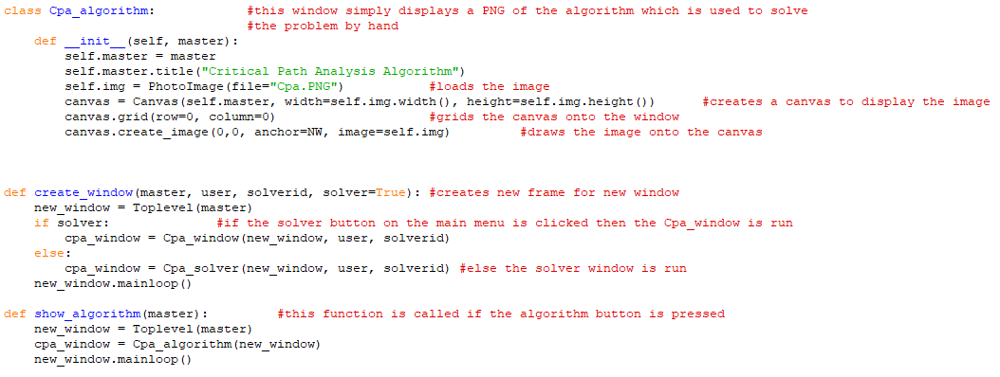 class Cpa_algorithm:            #this window simply displays a PNG of the algorithm which is used to solve
                                #the problem by hand
    def __init__(self, master):
        self.master = master
        self.master.title("Critical Path Analysis Algorithm")
        self.img = PhotoImage(file="Cpa.PNG")           #loads the image
        canvas = Canvas(self.master, width=self.img.width(), height=self.img.height())      #creates a canvas to display the image
        canvas.grid(row=0, column=0)                    #grids the canvas onto the window
        canvas.create_image(0,0, anchor=NW, image=self.img)         #draws the image onto the canvas
def create_window(master, user, solverid, solver=True): #creates new frame for new window
    new_window = Toplevel(master)
    if solver:              #if the solver button on the main menu is clicked then the Cpa_window is run
        cpa_window = Cpa_window(new_window, user, solverid)
    else:
        cpa_window = Cpa_solver(new_window, user, solverid) #else the solver window is run
    new_window.mainloop()
def show_algorithm(master):         #this function is called if the algorithm button is pressed
    new_window = Toplevel(master)
    cpa_window = Cpa_algorithm(new_window)
    new_window.mainloop()